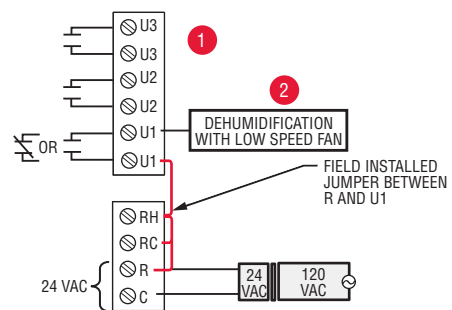 U3
1
U3
U2
2
U2
DEHUMIDIFICATION
WITH LOW SPEED FAN
U1
OR
U1
FIELD INSTALLED
JUMPER BETWEEN
R AND U1
RH
RC
R
24 VAC
C
24
VAC
120
VAC